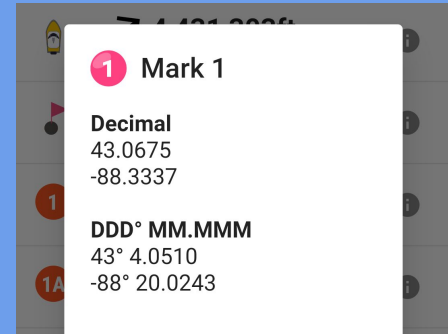 1 Mark 1
Decimal
43.0675
-88.3337
DDD° MM.MMM
43° 4.0510
-88° 20.0243
1
1A